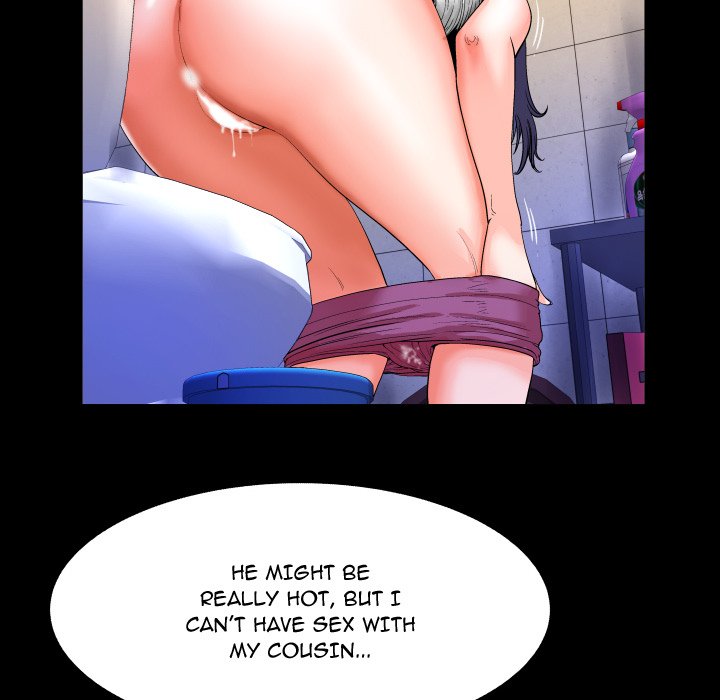 HE MIGHT BE
REALLY HOT, BUT I
CAN'T HAVE SEX WITH
MY COUSIN...